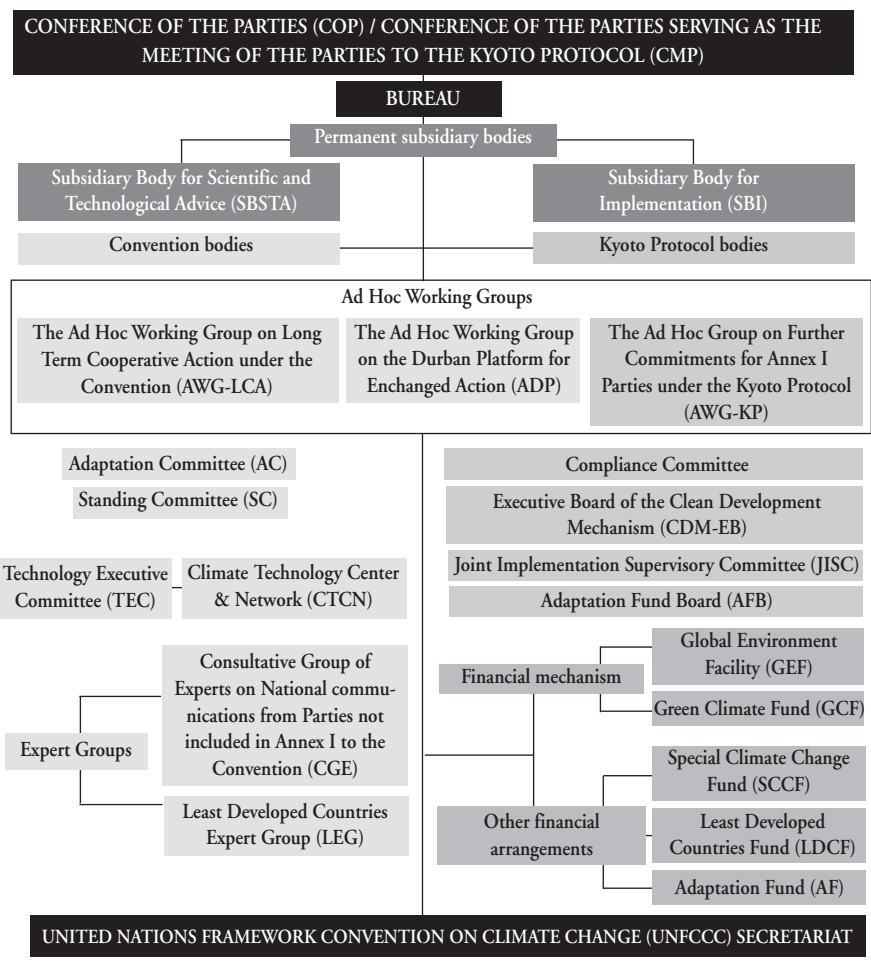 CONFERENCE OF THE PARTIES (COP) / CONFERENCE OF THE PARTIES SERVING AS THE
MEETING OF THE PARTIES TO THE KYOTO PROTOCOL (CMP)
BUREAU
Permanent subsidiary bodies
Subsidiary Body for Scientific and
Technological Advice (SBSTA)
Subsidiary Body for
Implementation (SBI)
Convention bodies
Kyoto Protocol bodies
Ad Hoc Working Groups
The Ad Hoc Working Group on Long
Term Cooperative Action under the
Convention (AWG-LCA)
The Ad Hoc Working Group
on the Durban Platform for
Enchanged Action (ADP)
The Ad Hoc Group on Further
Commitments for Annex I
Parties under the Kyoto Protocol
(AWG-KP)
Adaptation Committee (AC)
Standing Committee (SC)
Technology Executive
Committee (TEC)
Climate Technology Center
& Network (CTCN)
Expert Groups
Consultative Group of
Experts on National commu-
nications from Parties not
included in Annex I to the
Convention (CGE)
Least Developed Countries
Expert Group (LEG)
Compliance Committee
Executive Board of the Clean Development
Mechanism (CDM-EB)
Joint Implementation Supervisory Committee (JISC)
Adaptation Fund Board (AFB)
Financial mechanism
Global Environment
Facility (GEF)
Green Climate Fund (GCF)
Other financial
arrangements
Special Climate Change
Fund (SCCF)
Least Developed
Countries Fund (LDCF)
Adaptation Fund (AF)
UNITED NATIONS FRAMEWORK CONVENTION ON CLIMATE CHANGE (UNFCCC) SECRETARIAT